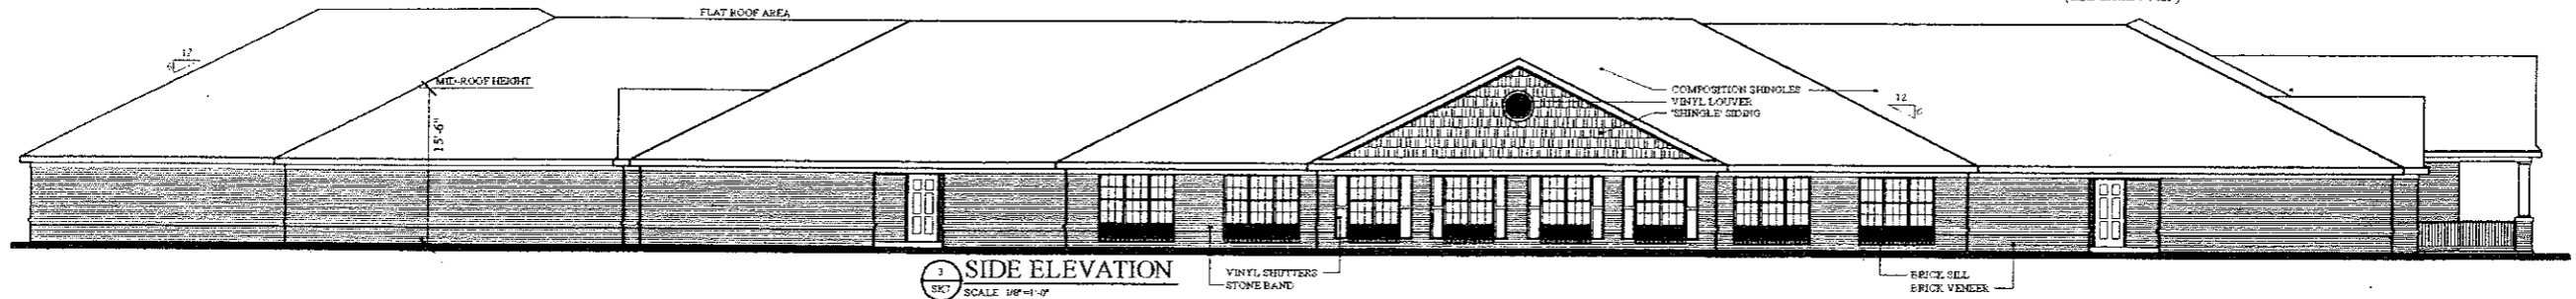 FLAT ROOF AREA
12
6
MID-ROOF HEIGHT
15'-6"
COMPOSITION SHINGLES
VINYL LOUVER
"SHINGLE" SIDING
12
6
3
SK7
SIDE ELEVATION
SCALE 1/8"=1'-0"
VINYL SHUTTERS
STONE BAND
BRICK SILL
BRICK VENEER